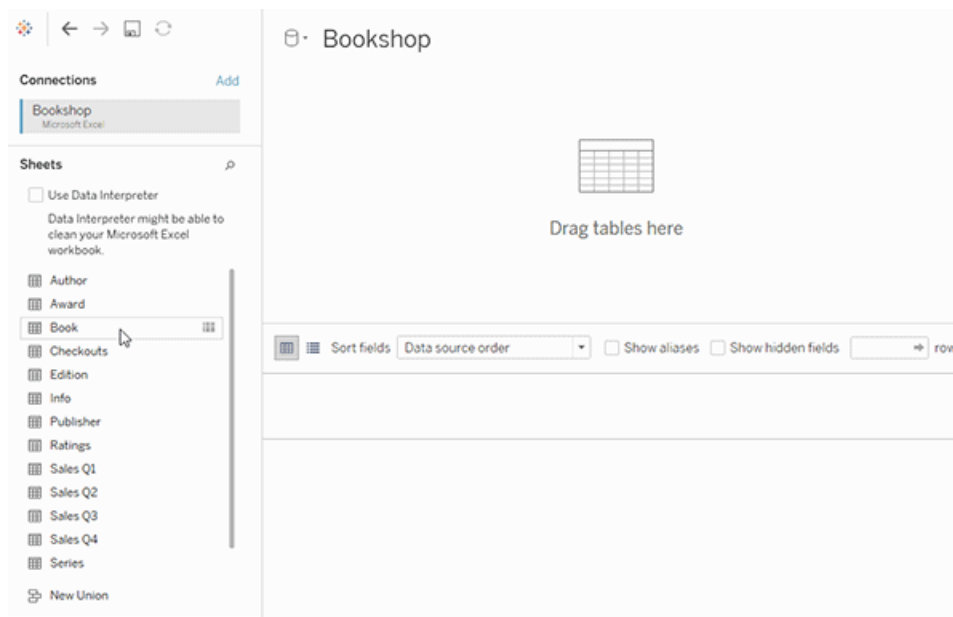 Bookshop
Connections
Add
Bookshop
Microsoft Excel
Sheets
Use Data Interpreter
Data Interpreter might be able to
clean your Microsoft Excel
workbook.
Author
Award
Book
Checkouts
Edition
Info
Publisher
Ratings
Sales Q1
Sales Q2
Sales Q3
Sales Q4
Series
New Union
Drag tables here
Sort fields Data source order Show aliases Show hidden fields row